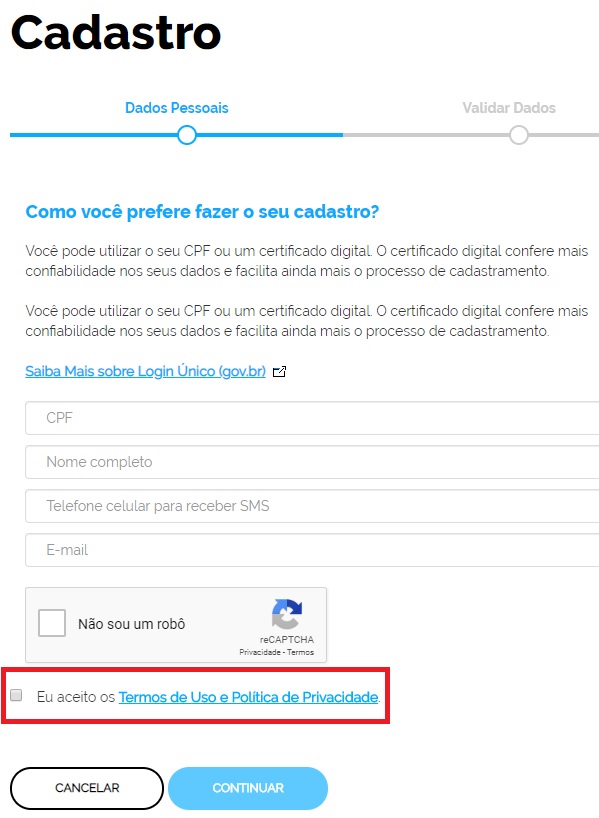 Cadastro
Dados Pessoais
Validar Dados
Como você prefere fazer o seu cadastro?
Você pode utilizar o seu CPF ou um certificado digital. O certificado digital confere mais
confiabilidade nos seus dados e facilita ainda mais o processo de cadastramento.
Você pode utilizar o seu CPF ou um certificado digital. O certificado digital confere mais
confiabilidade nos seus dados e facilita ainda mais o processo de cadastramento.
Saiba Mais sobre Login Único (gov.br)
CPF
Nome completo
Telefone celular para receber SMS
E-mail
Não sou um robô
reCAPTCHA
Privacidade - Termos
Eu aceito os Termos de Uso e Política de Privacidade.
CANCELAR
CONTINUAR